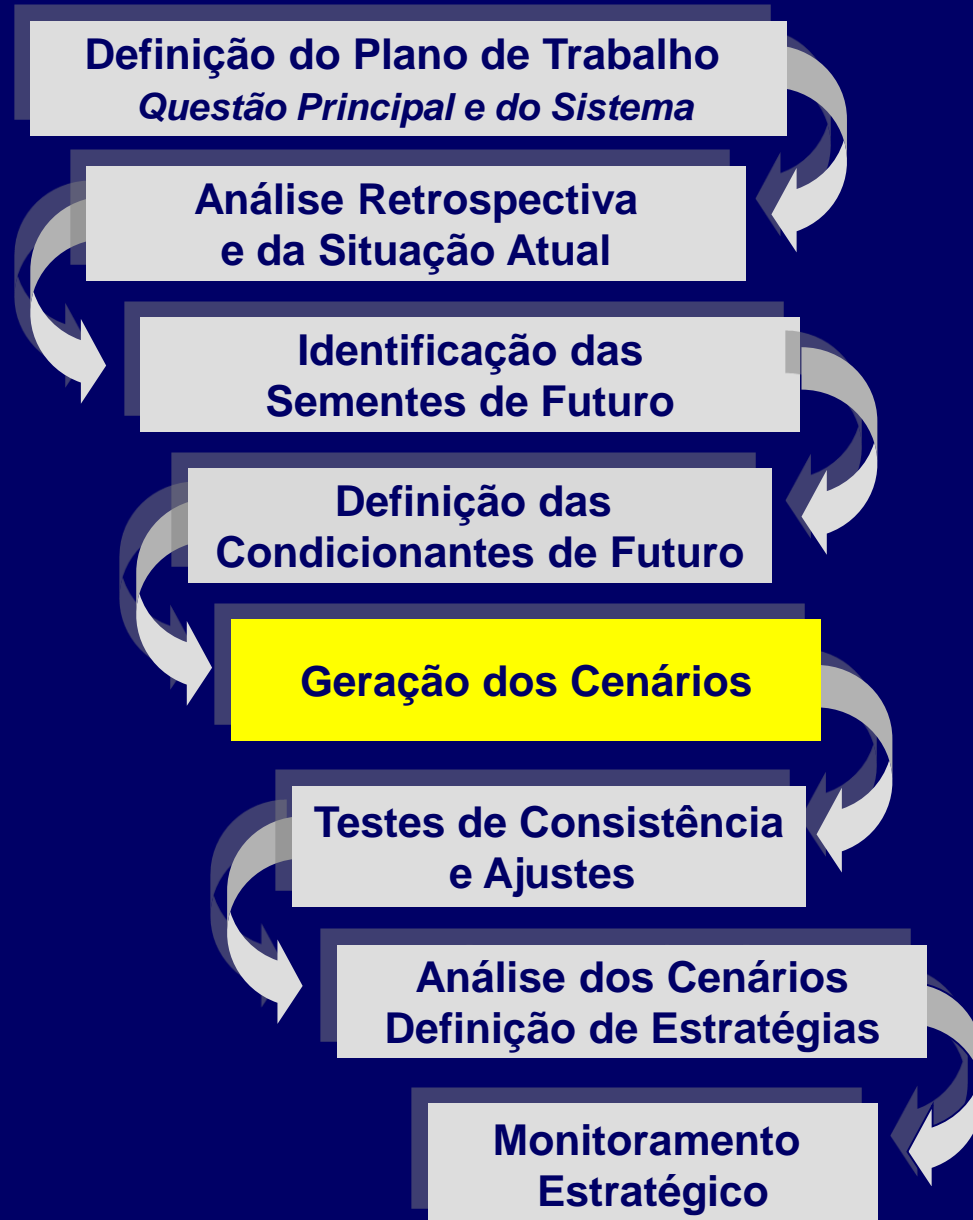 Definição do Plano de Trabalho
Questão Principal e do Sistema
Análise Retrospectiva
e da Situação Atual
Identificação das
Sementes de Futuro
Definição das
Condicionantes de Futuro
Geração dos Cenários
Testes de Consistência
e Ajustes
Análise dos Cenários
Definição de Estratégias
Monitoramento
Estratégico